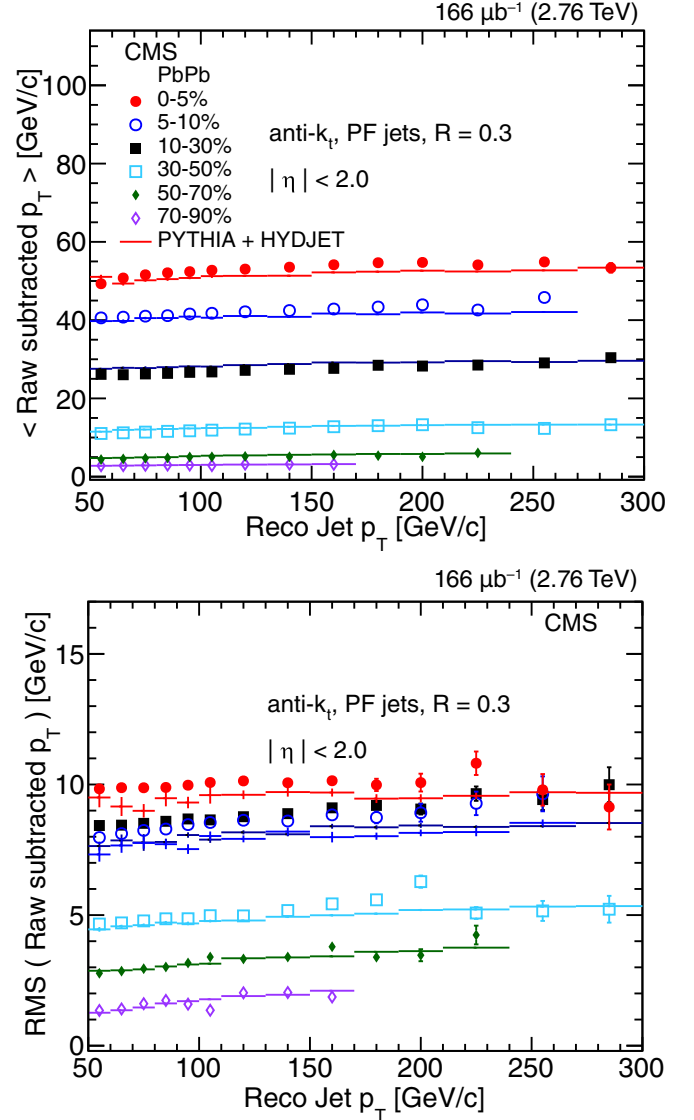 166 μb⁻¹ (2.76 TeV)
CMS
PbPb
0-5%
5-10%
10-30%
30-50%
50-70%
70-90%
PYTHIA + HYDJET
anti-kₜ, PF jets, R = 0.3
| η | < 2.0
< Raw subtracted p_T > [GeV/c]
100
80
60
40
20
0
50 100 150 200 250 300
Reco Jet p_T [GeV/c]
166 μb⁻¹ (2.76 TeV)
CMS
anti-kₜ, PF jets, R = 0.3
| η | < 2.0
RMS ( Raw subtracted p_T ) [GeV/c]
15
10
5
0
50 100 150 200 250 300
Reco Jet p_T [GeV/c]